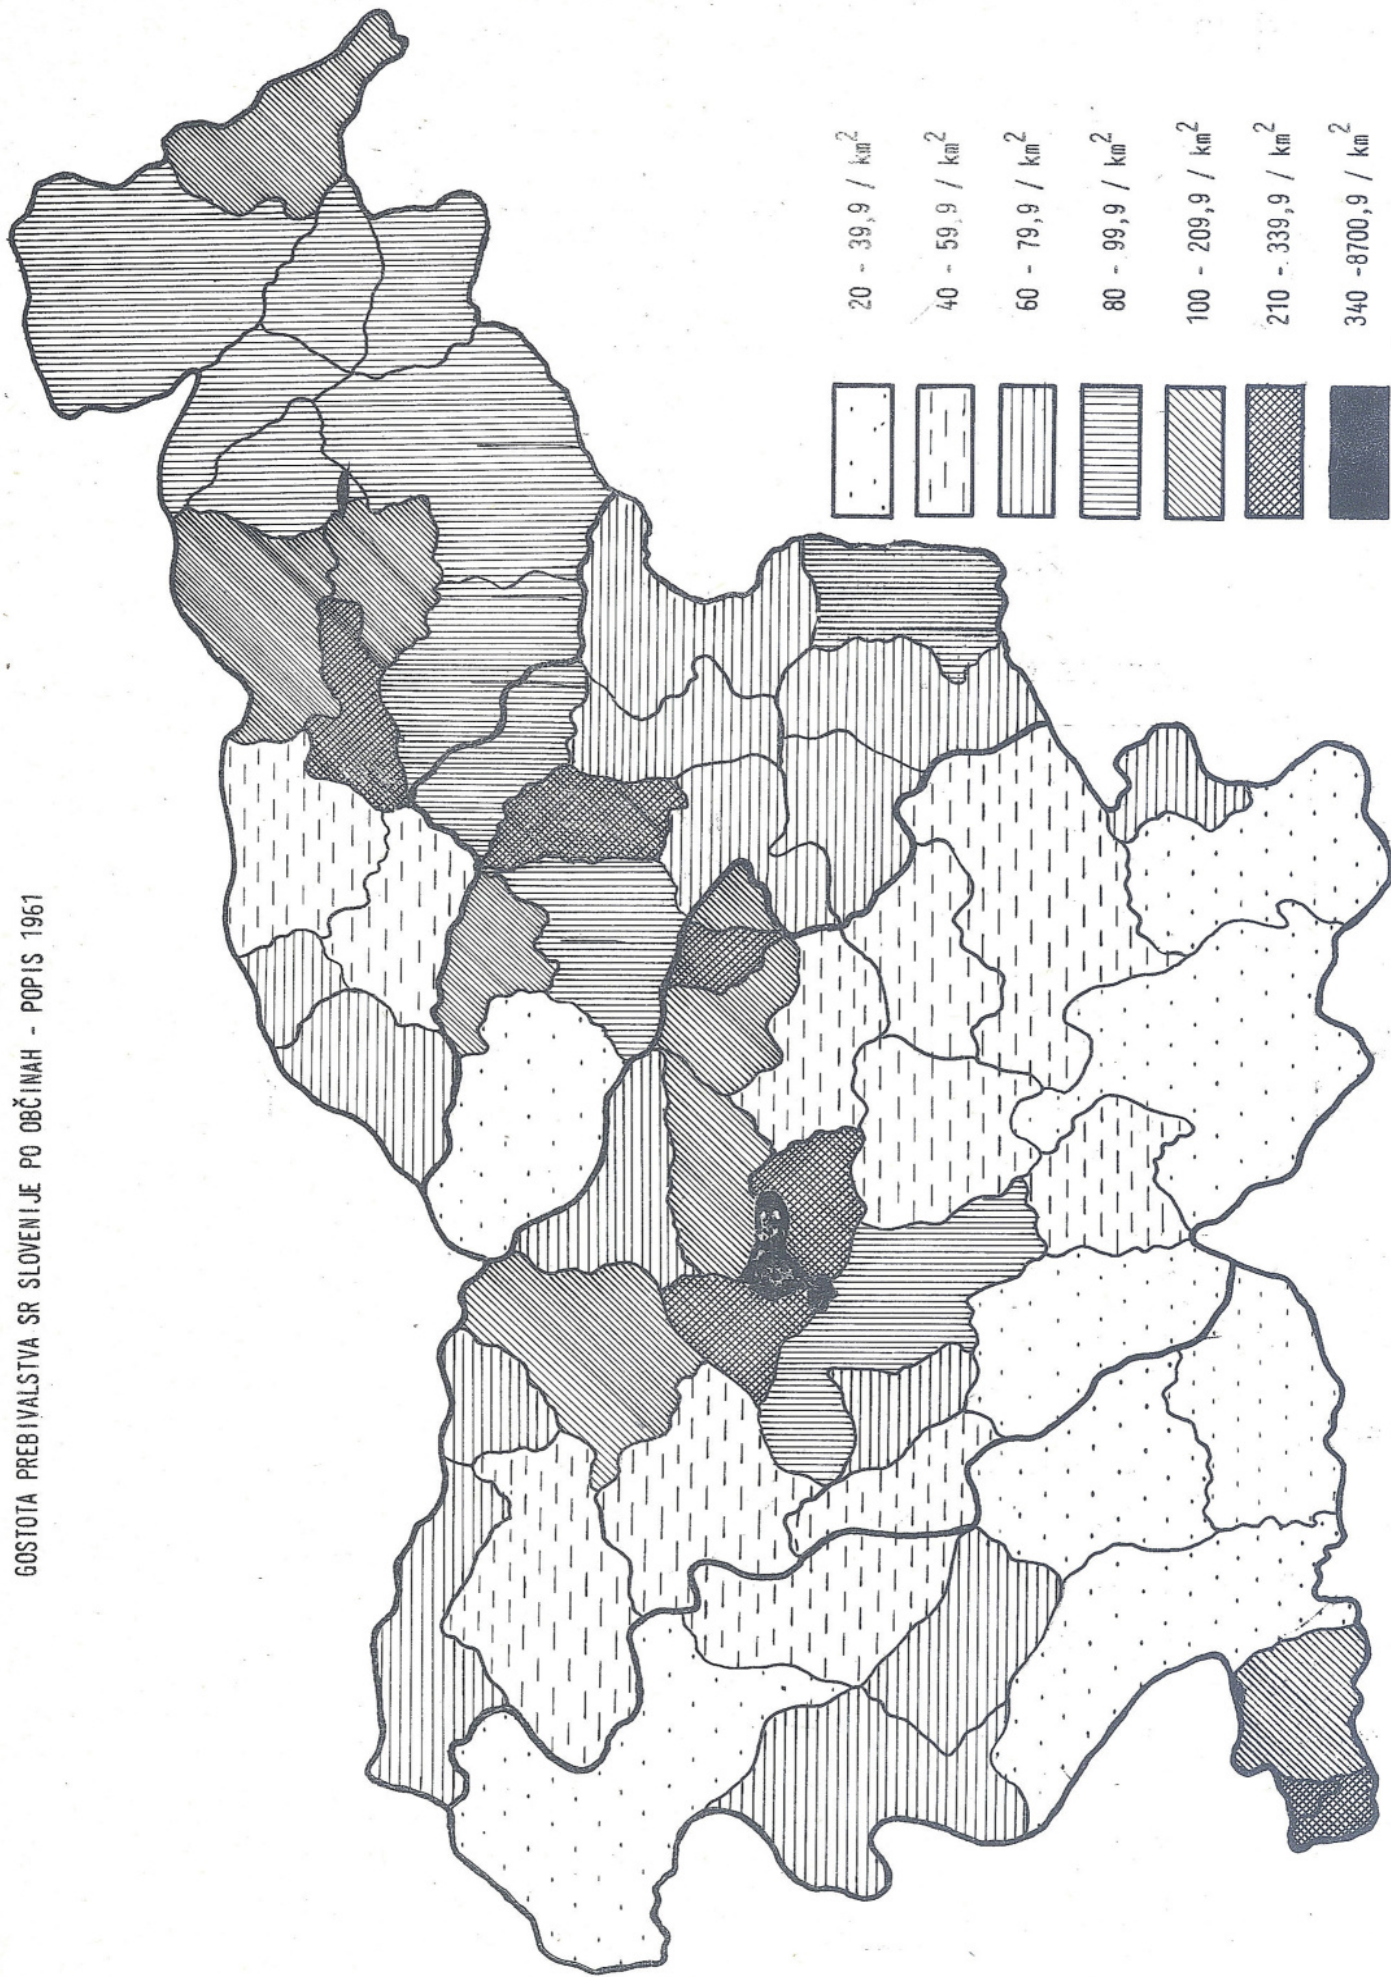 GOSTOTA PREBIVALSTVA SR SLOVENIJE PO OBČINAH - POPIS 1961
20 - 39,9 / km²
40 - 59,9 / km²
60 - 79,9 / km²
80 - 99,9 / km²
100 - 209,9 / km²
210 - 339,9 / km²
340 -8700,9 / km²